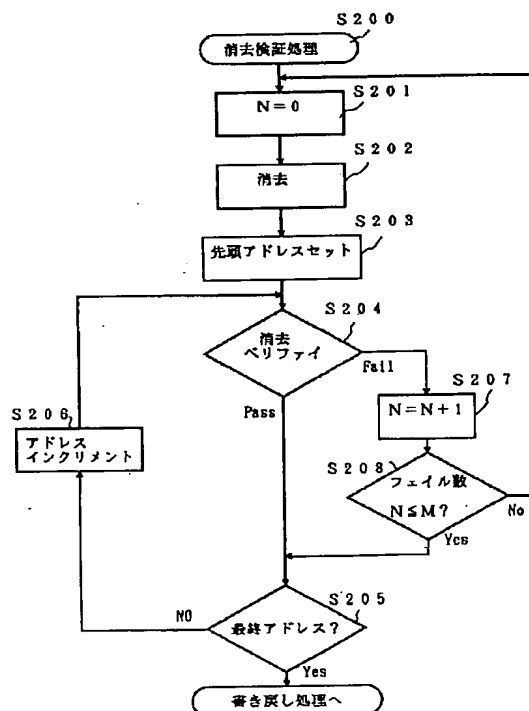 S200
消去検証処理
S201
N=0
S202
消去
S203
先頭アドレスセット
S204
消去
ベリファイ
Fail
Pass
S207
N=N+1
S206
アドレス
インクリメント
S208
フェイル数
N≦M?
No
Yes
S205
最終アドレス?
NO
Yes
書き戻し処理へ